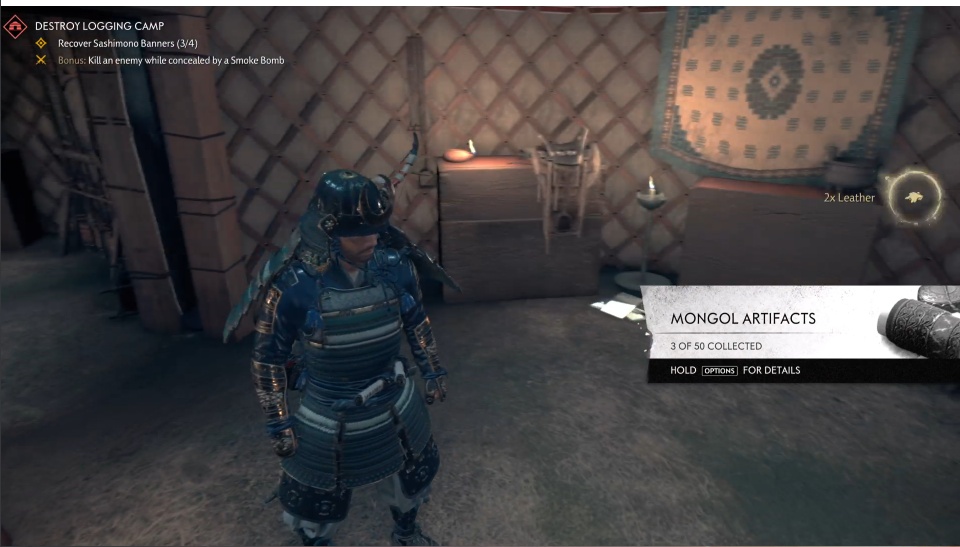 DESTROY LOGGING CAMP
Recover Sashimono Banners (3/4)
Bonus: Kill an enemy while concealed by a Smoke Bomb
2x Leather
MONGOL ARTIFACTS
3 OF 50 COLLECTED
HOLD OPTIONS FOR DETAILS